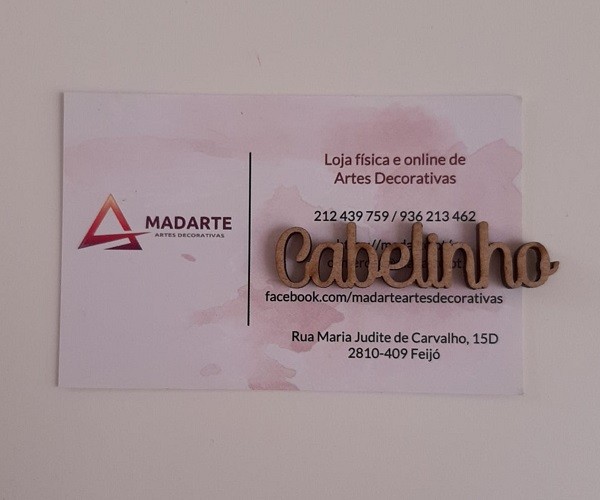 MADARTE
ARTES DECORATIVAS
Loja física e online de
Artes Decorativas
212 439 759 / 936 213 462
Cabelinho
facebook.com/madarteartesdecorativas
Rua Maria Judite de Carvalho, 15D
2810-409 Feijó